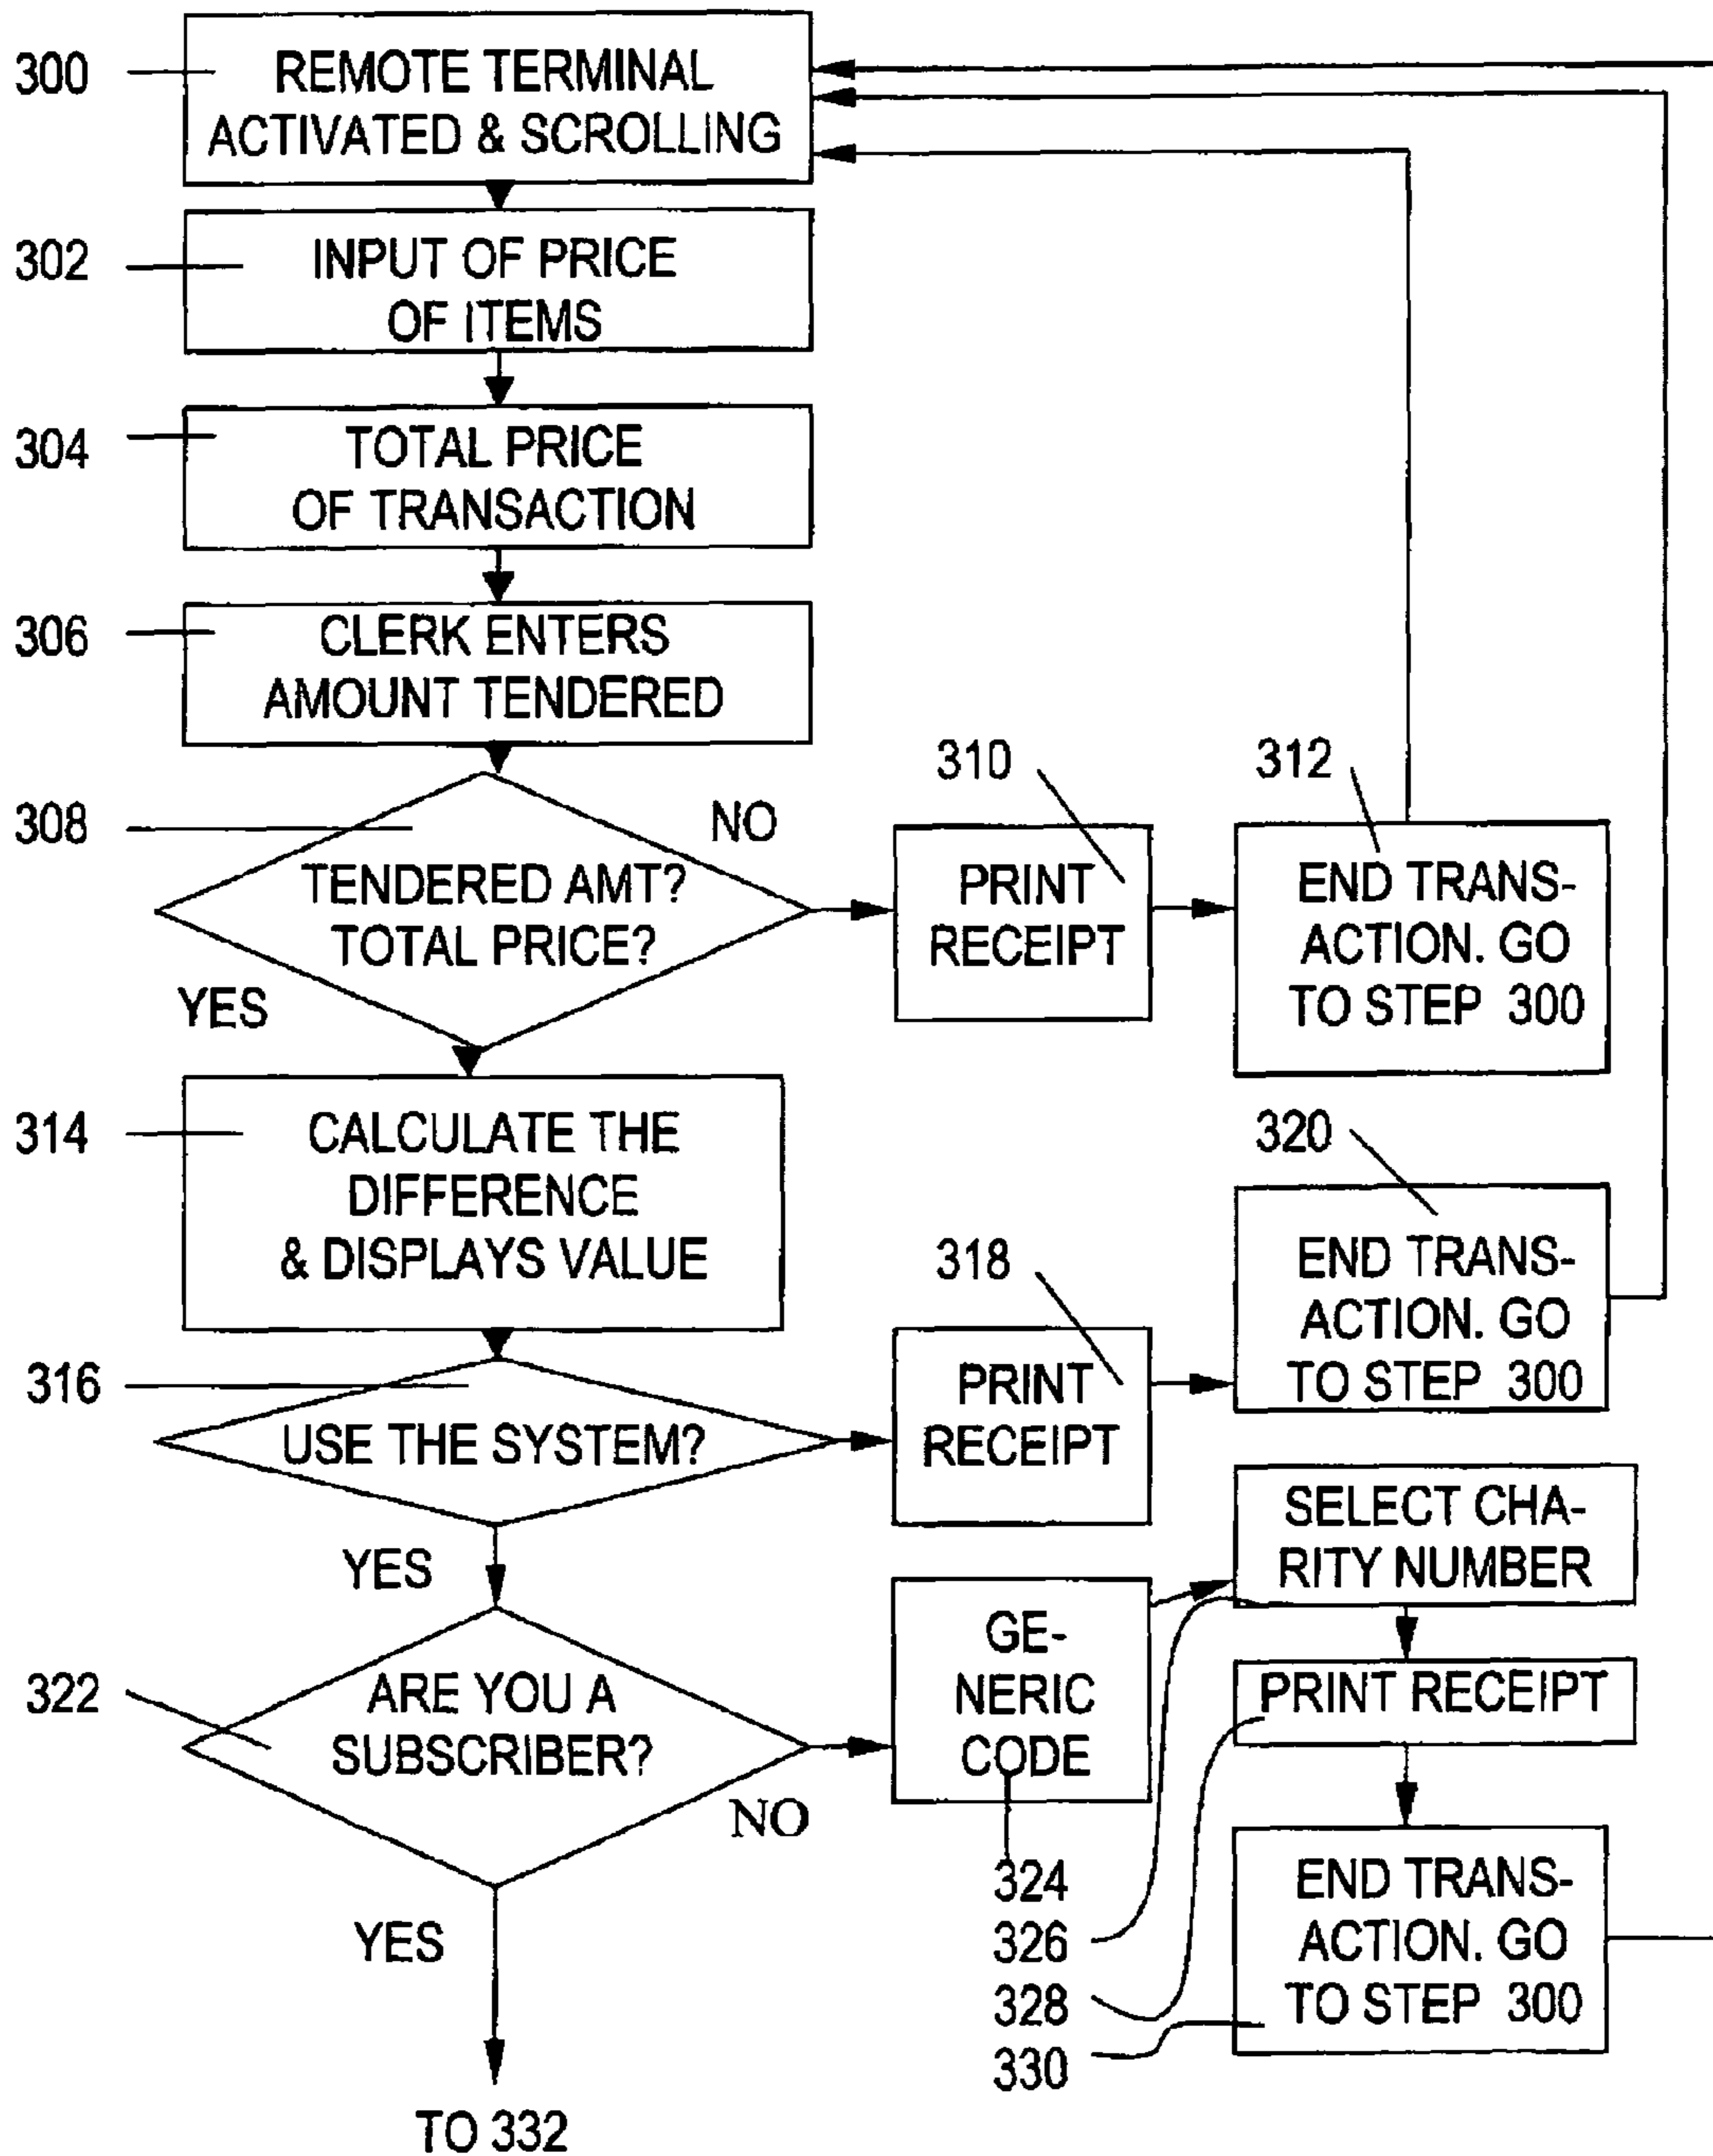 300
REMOTE TERMINAL
ACTIVATED & SCROLLING
302
INPUT OF PRICE
OF ITEMS
304
TOTAL PRICE
OF TRANSACTION
306
CLERK ENTERS
AMOUNT TENDERED
308
TENDERED AMT?
TOTAL PRICE?
NO
YES
310
PRINT
RECEIPT
312
END TRANS-
ACTION. GO
TO STEP 300
314
CALCULATE THE
DIFFERENCE
& DISPLAYS VALUE
316
USE THE SYSTEM?
YES
318
PRINT
RECEIPT
320
END TRANS-
ACTION. GO
TO STEP 300
322
ARE YOU A
SUBSCRIBER?
NO
YES
GE-
NERIC
CODE
324
SELECT CHA-
RITY NUMBER
326
PRINT RECEIPT
328
END TRANS-
ACTION. GO
TO STEP 300
330
TO 332